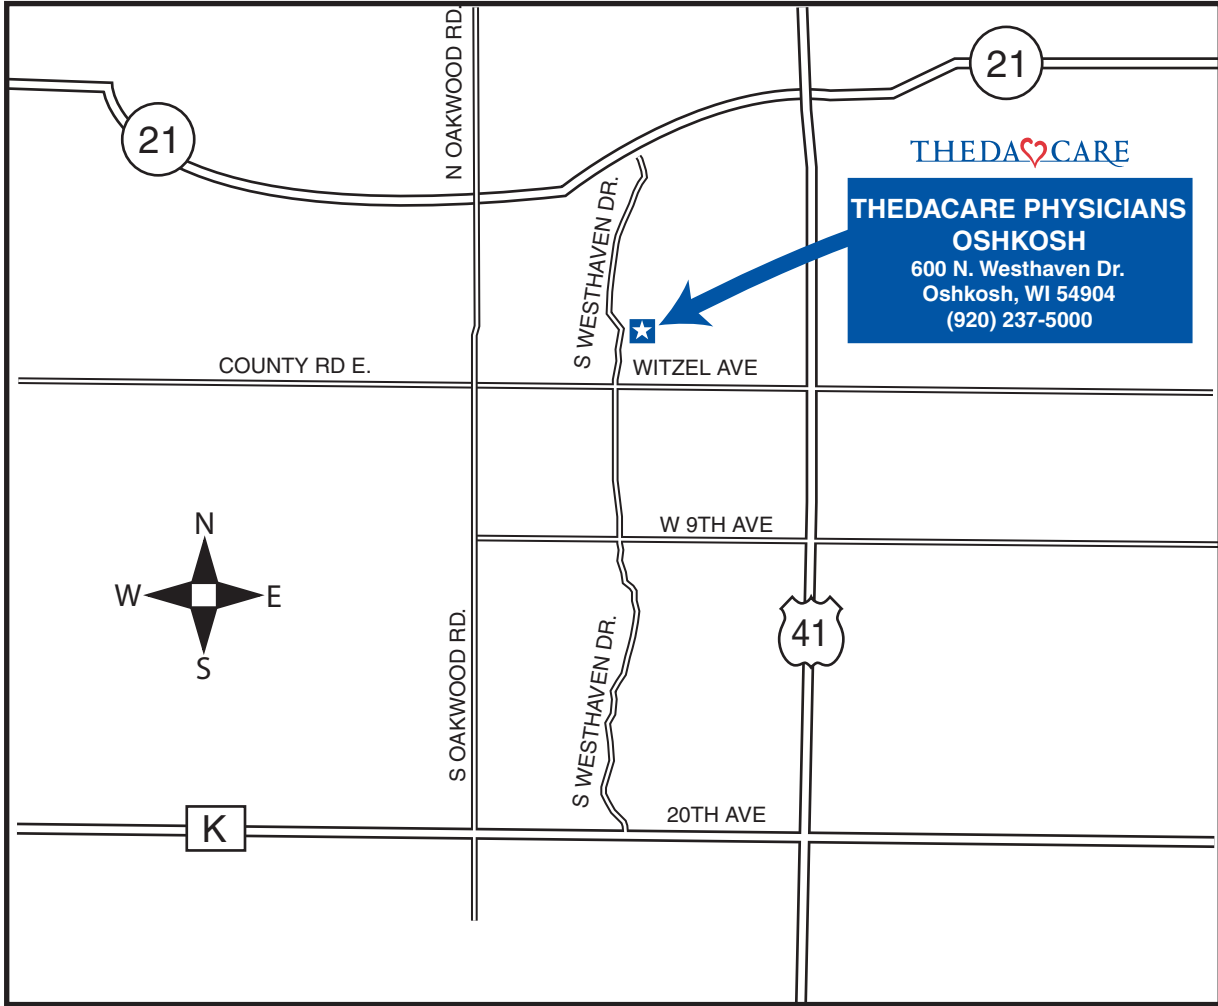 N OAKWOOD RD.
21
21
THEDACARE
THEDACARE PHYSICIANS
OSHKOSH
600 N. Westhaven Dr.
Oshkosh, WI 54904
(920) 237-5000
S WESTHAVEN DR.
COUNTY RD E.
WITZEL AVE
W 9TH AVE
N
W
E
S
41
S OAKWOOD RD.
S WESTHAVEN DR.
20TH AVE
K